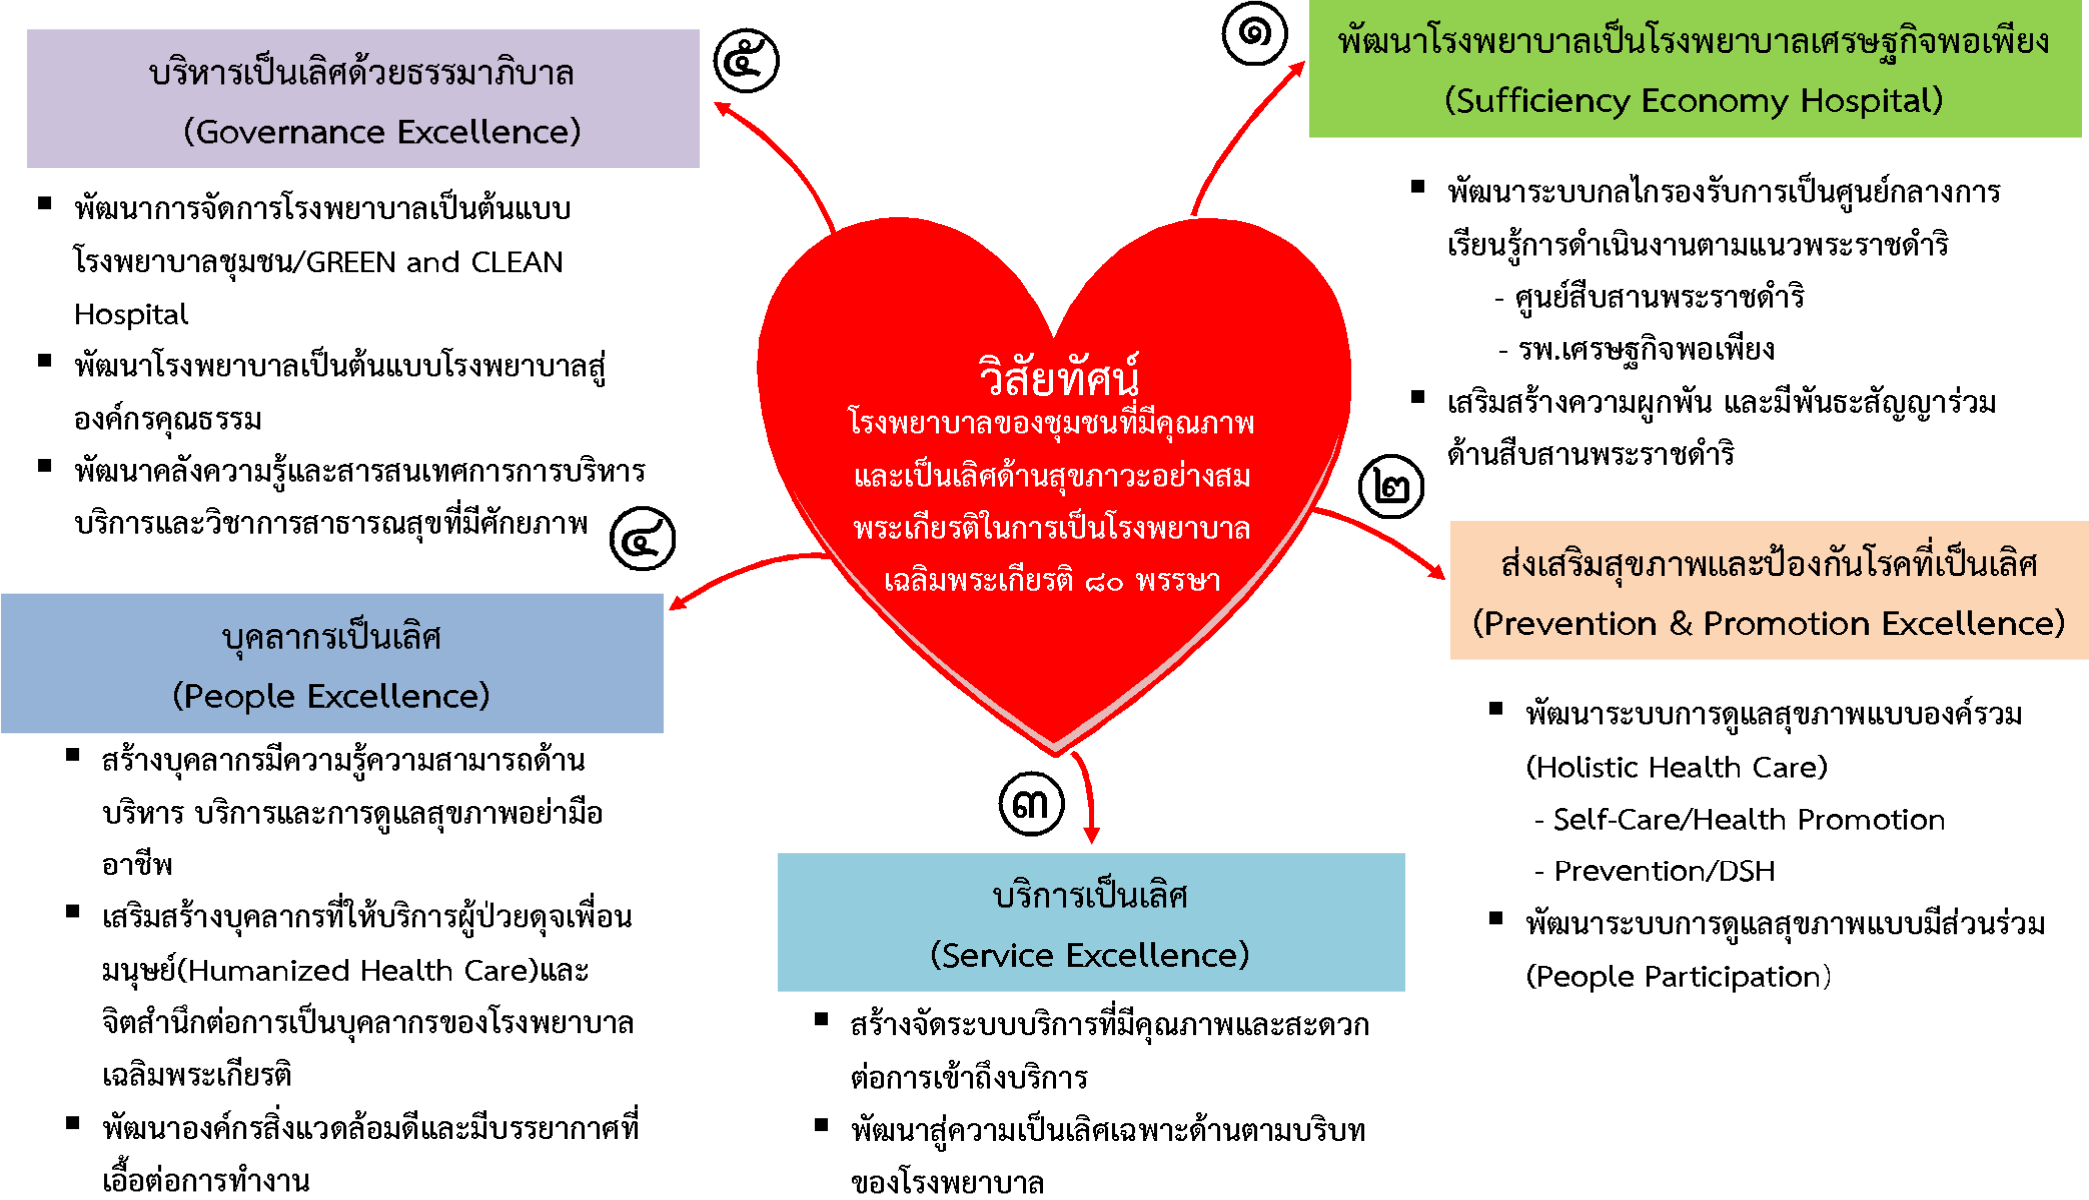 ๑
พัฒนาโรงพยาบาลเป็นโรงพยาบาลเศรษฐกิจพอเพียง
(Sufficiency Economy Hospital)
▪ พัฒนาระบบกลไกรองรับการเป็นศูนย์กลางการ
เรียนรู้การดำเนินงานตามแนวพระราชดำริ
- ศูนย์สืบสานพระราชดำริ
- รพ.เศรษฐกิจพอเพียง
▪ เสริมสร้างความผูกพัน และมีพันธะสัญญาร่วม
ด้านสืบสานพระราชดำริ
๒
ส่งเสริมสุขภาพและป้องกันโรคที่เป็นเลิศ
(Prevention & Promotion Excellence)
▪ พัฒนาระบบการดูแลสุขภาพแบบองค์รวม
(Holistic Health Care)
- Self-Care/Health Promotion
- Prevention/DSH
▪ พัฒนาระบบการดูแลสุขภาพแบบมีส่วนร่วม
(People Participation)
๓
บริการเป็นเลิศ
(Service Excellence)
▪ สร้างจัดระบบบริการที่มีคุณภาพและสะดวก
ต่อการเข้าถึงบริการ
▪ พัฒนาสู่ความเป็นเลิศเฉพาะด้านตามบริบท
ของโรงพยาบาล
๔
บุคลากรเป็นเลิศ
(People Excellence)
▪ สร้างบุคลากรมีความรู้ความสามารถด้าน
บริหาร บริการและการดูแลสุขภาพอย่ามือ
อาชีพ
▪ เสริมสร้างบุคลากรที่ให้บริการผู้ป่วยดุจเพื่อน
มนุษย์(Humanized Health Care)และ
จิตสำนึกต่อการเป็นบุคลากรของโรงพยาบาล
เฉลิมพระเกียรติ
▪ พัฒนาองค์กรสิ่งแวดล้อมดีและมีบรรยากาศที่
เอื้อต่อการทำงาน
๕
บริหารเป็นเลิศด้วยธรรมาภิบาล
(Governance Excellence)
▪ พัฒนาการจัดการโรงพยาบาลเป็นต้นแบบ
โรงพยาบาลชุมชน/GREEN and CLEAN
Hospital
▪ พัฒนาโรงพยาบาลเป็นต้นแบบโรงพยาบาลสู่
องค์กรคุณธรรม
▪ พัฒนาคลังความรู้และสารสนเทศการการบริหาร
บริการและวิชาการสาธารณสุขที่มีศักยภาพ
วิสัยทัศน์
โรงพยาบาลของชุมชนที่มีคุณภาพ
และเป็นเลิศด้านสุขภาวะอย่างสม
พระเกียรติในการเป็นโรงพยาบาล
เฉลิมพระเกียรติ ๘๐ พรรษา